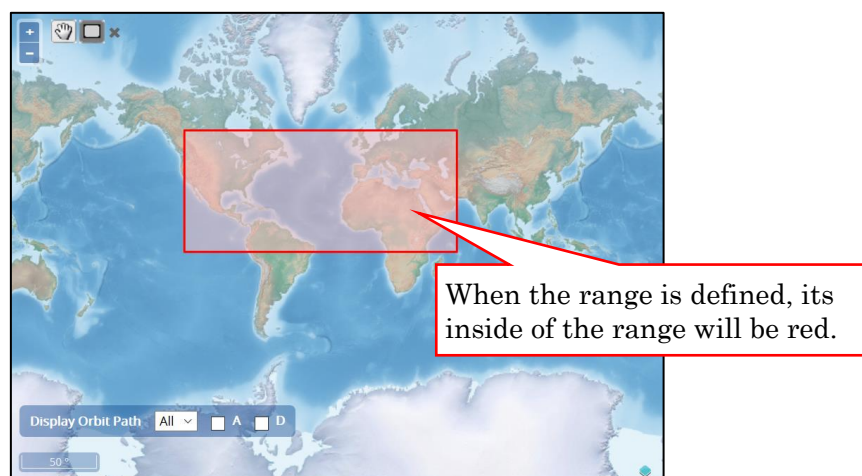 +
-
When the range is defined, its
inside of the range will be red.
Display Orbit Path All A D
50 °